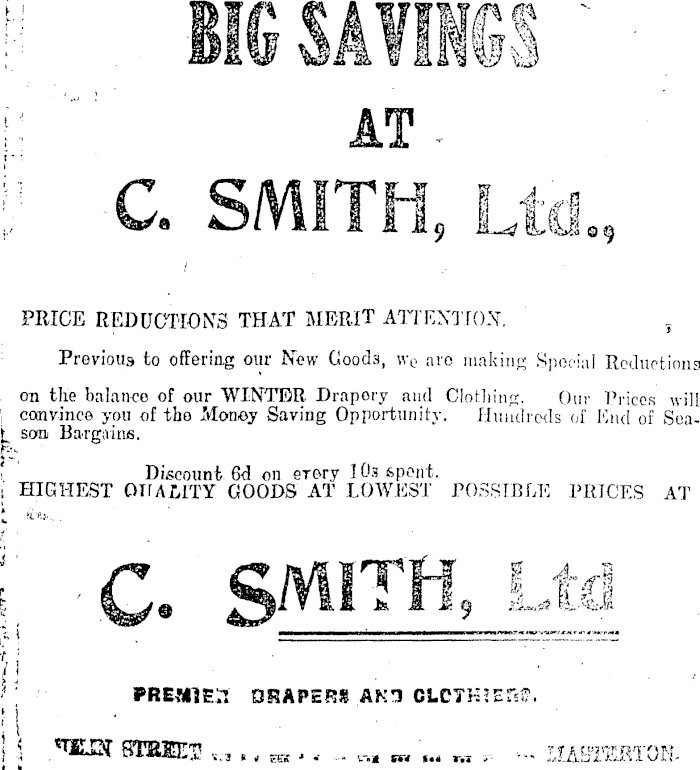 BIG SAVINGS
AT
C. SMITH, Ltd.,
PRICE REDUCTIONS THAT MERIT ATTENTION.
Previous to offering our New Goods, we are making Special Reductions
on the balance of our WINTER Drapery and Clothing. Our Prices will
convince you of the Money Saving Opportunity. Hundreds of End of Sea-
son Bargains.
Discount 6d on every 10s spent.
HIGHEST QUALITY GOODS AT LOWEST POSSIBLE PRICES AT
C. SMITH, Ltd
PREMIER DRAPERS AND CLOTHIERS.
STREET MASTERTON.